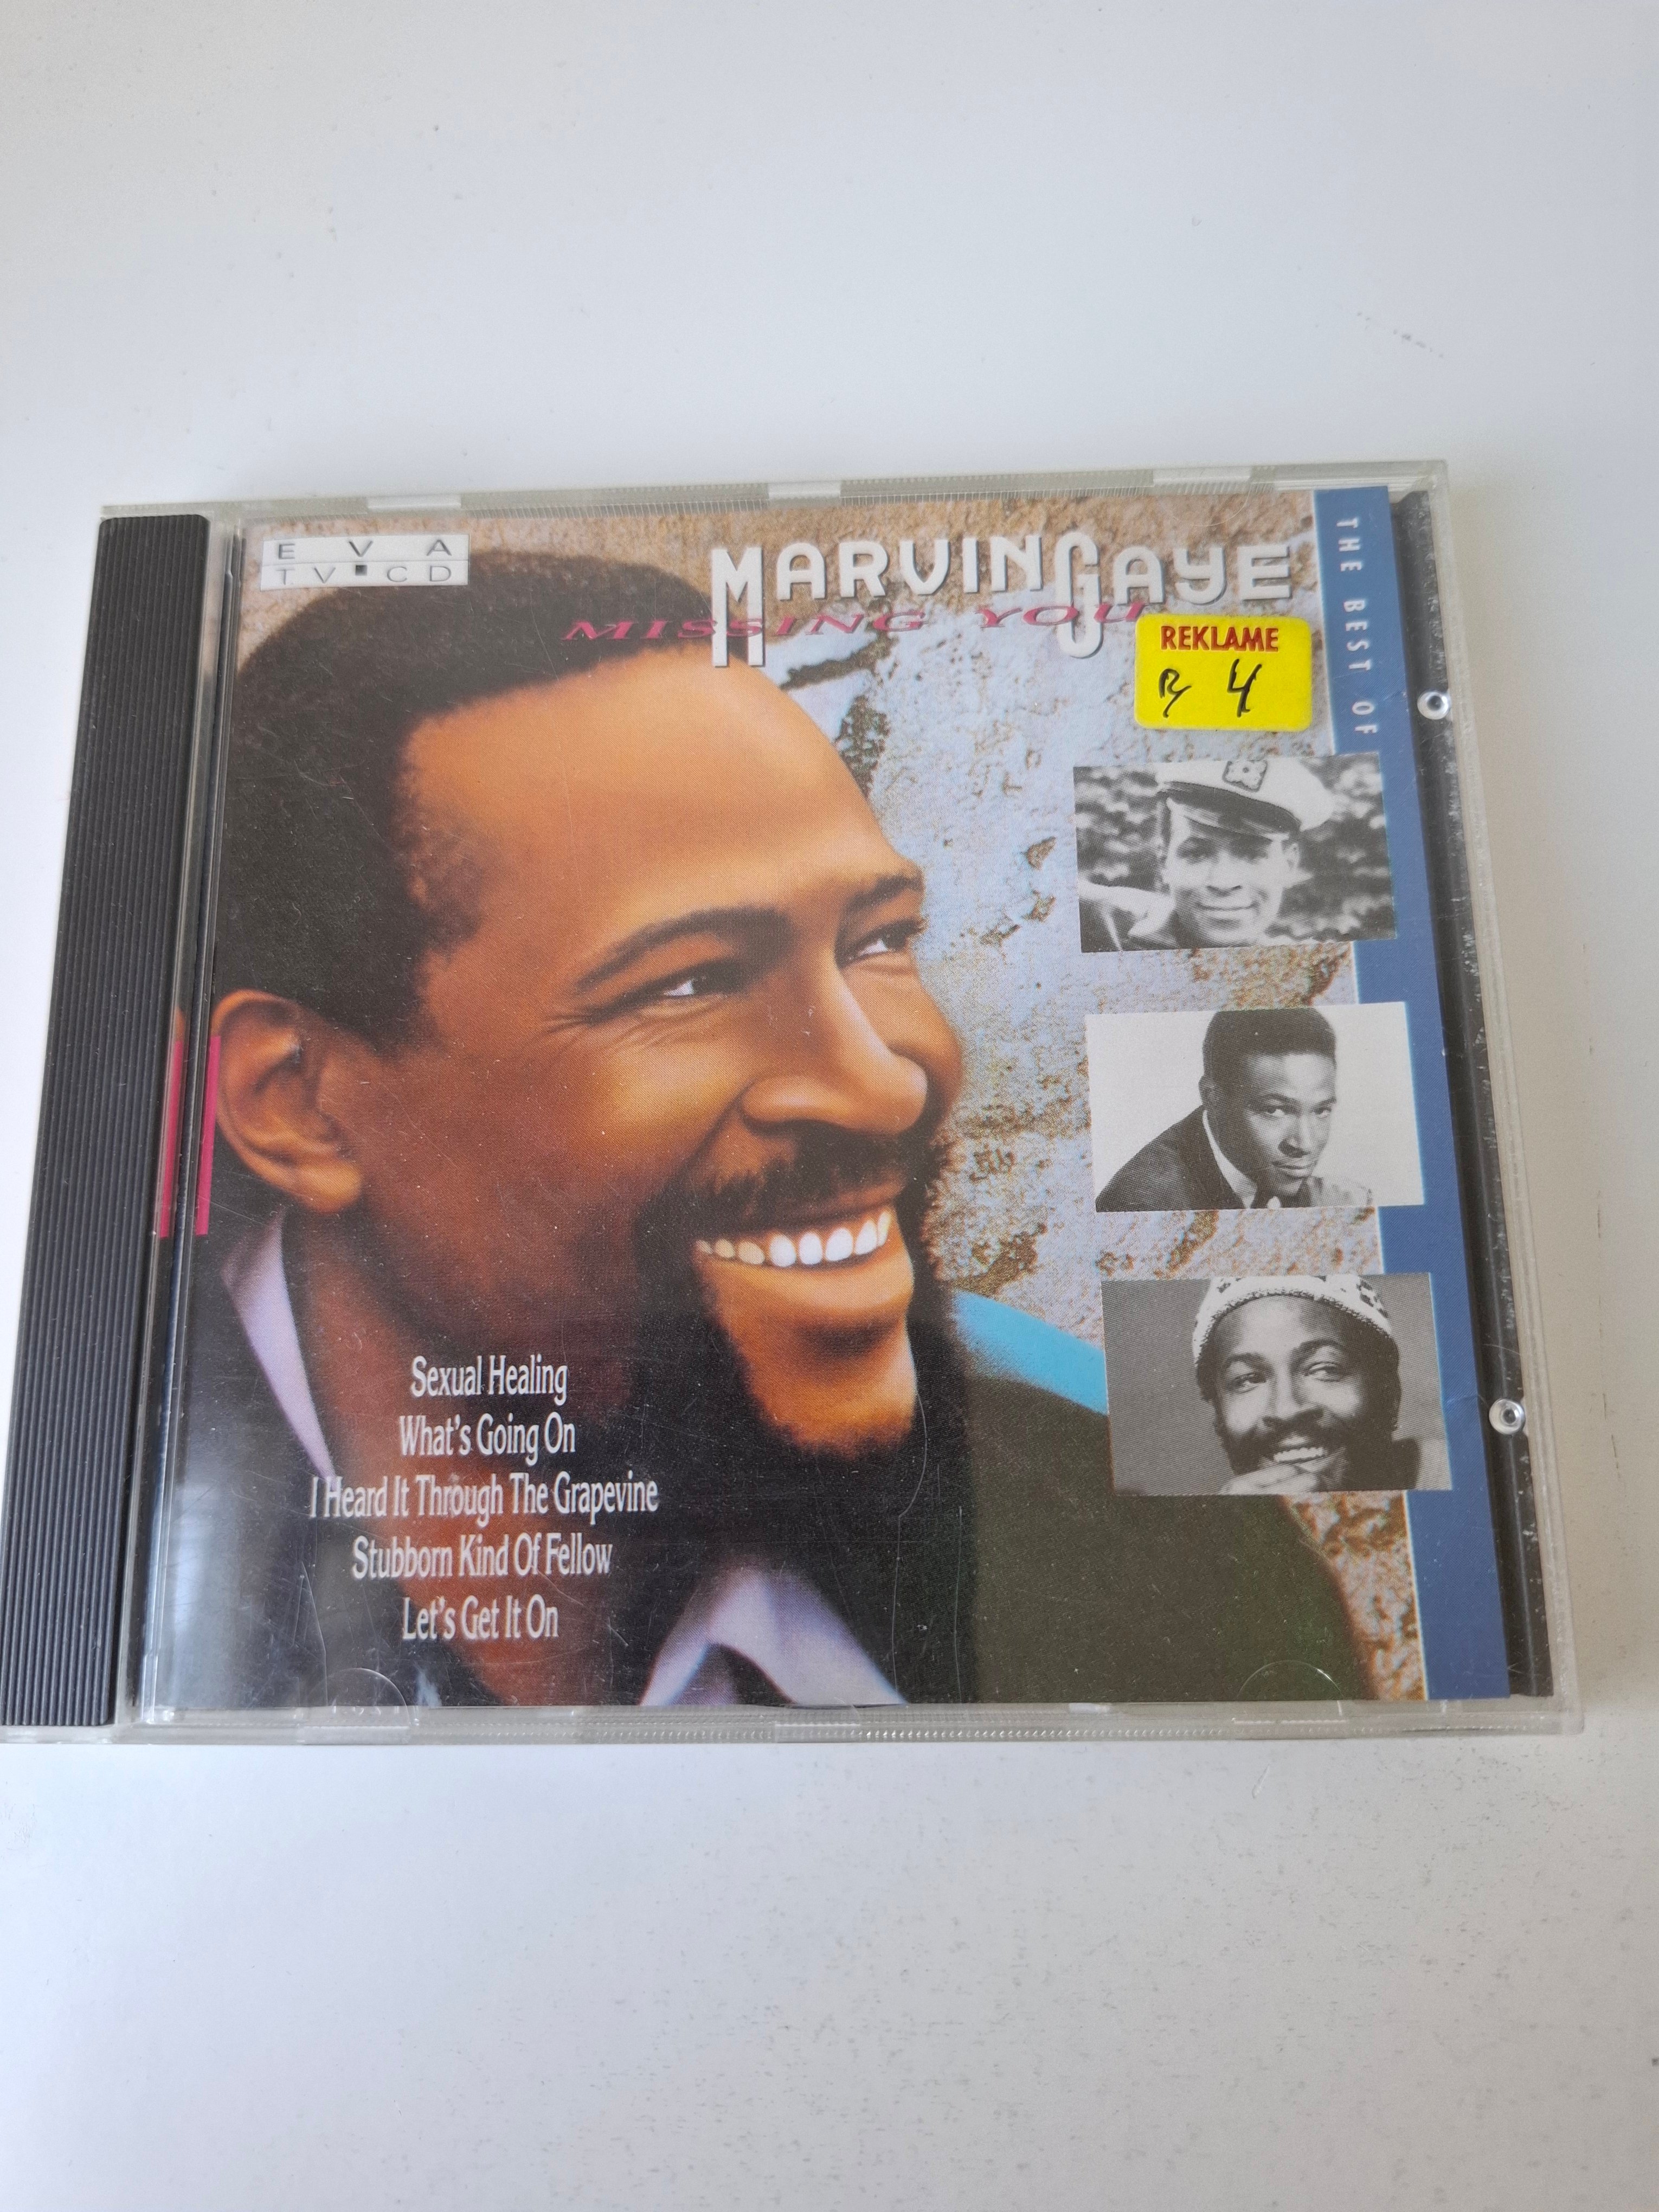 EVA
TV·CD
MARVIN GAYE
MISSING YOU
THE BEST OF
REKLAME
4
Sexual Healing
What's Going On
I Heard It Through The Grapevine
Stubborn Kind Of Fellow
Let's Get It On